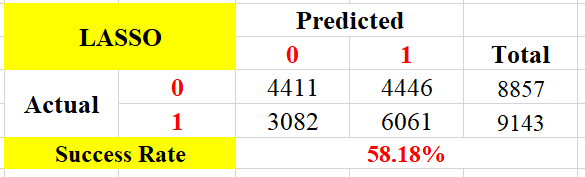 LASSO Predicted
0 1 Total
Actual 0 4411 4446 8857
1 3082 6061 9143
Success Rate 58.18%